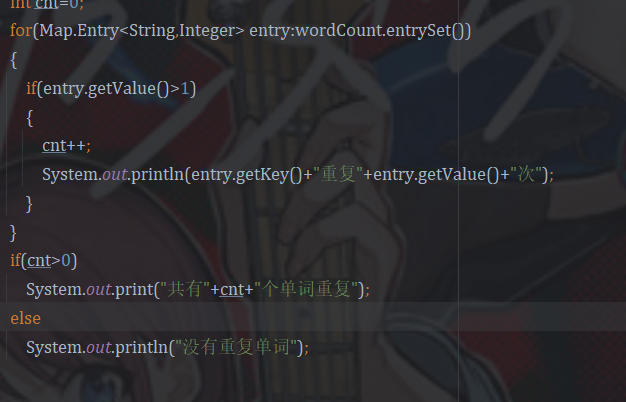 int cnt=0;
for(Map.Entry<String,Integer> entry:wordCount.entrySet())
{
if(entry.getValue()>1)
{
cnt++;
System.out.println(entry.getKey()+"重复"+entry.getValue()+"次");
}
}
if(cnt>0)
System.out.print("共有"+cnt+"个单词重复");
else
System.out.println("没有重复单词");